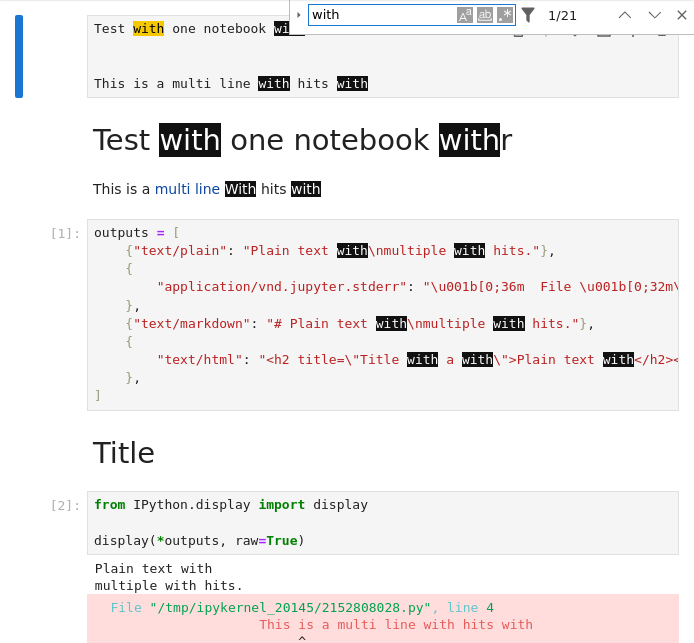 with
1/21
Test with one notebook wi
This is a multi line with hits with
Test with one notebook withr
This is a multi line With hits with
[1]:
outputs = [
{"text/plain": "Plain text with\nmultiple with hits."},
{
"application/vnd.jupyter.stderr": "\u001b[0;36m  File \u001b[0;32m\
},
{"text/markdown": "# Plain text with\nmultiple with hits."},
{
"text/html": "<h2 title=\"Title with a with\">Plain text with</h2><
},
]
Title
[2]:
from IPython.display import display
display(*outputs, raw=True)
Plain text with
multiple with hits.
File "/tmp/ipykernel_20145/2152808028.py", line 4
This is a multi line with hits with
^